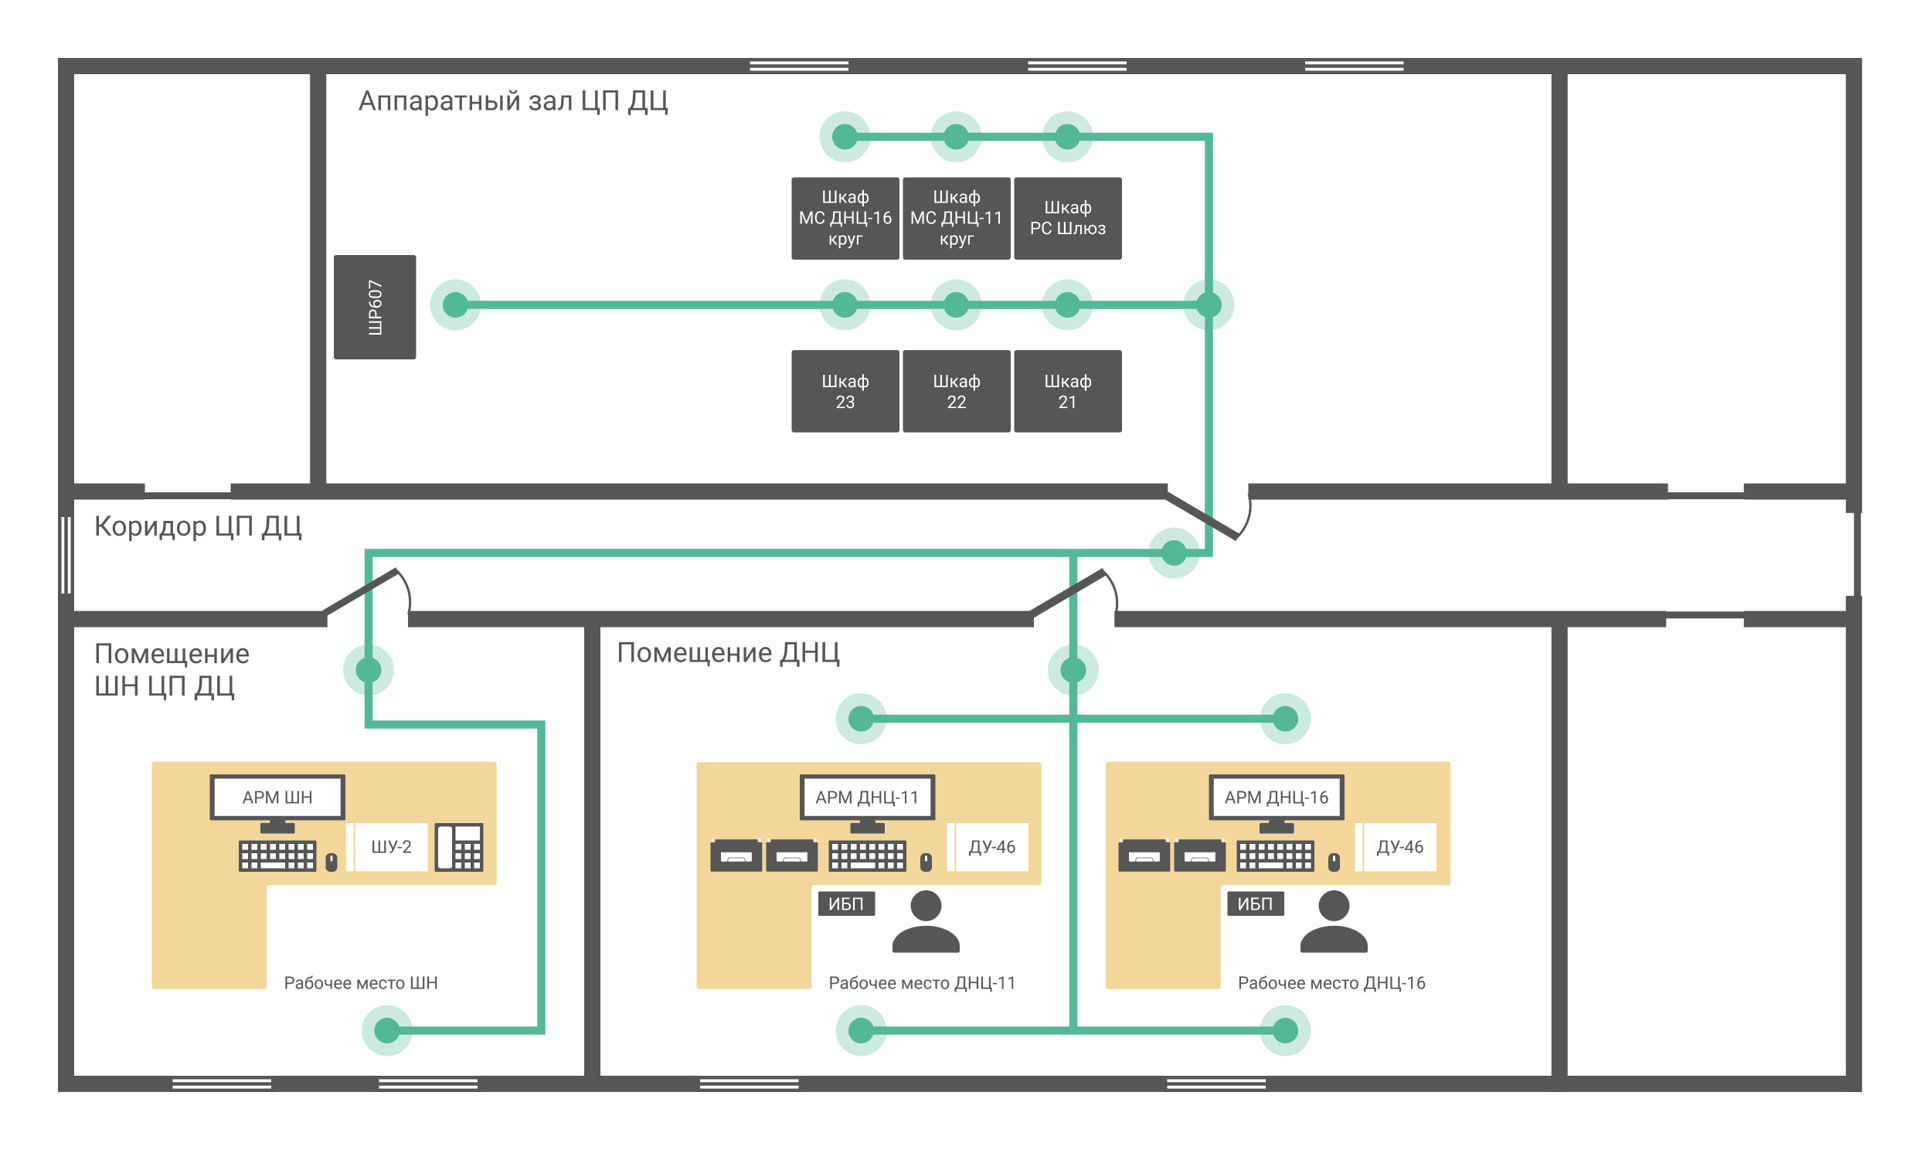 Аппаратный зал ЦП ДЦ
Шкаф
МС ДНЦ-16
круг
Шкаф
МС ДНЦ-11
круг
Шкаф
РС Шлюз
ШР607
Шкаф
23
Шкаф
22
Шкаф
21
Коридор ЦП ДЦ
Помещение
ШН ЦП ДЦ
Помещение ДНЦ
АРМ ШН
ШУ-2
Рабочее место ШН
АРМ ДНЦ-11
ДУ-46
ИБП
Рабочее место ДНЦ-11
АРМ ДНЦ-16
ДУ-46
ИБП
Рабочее место ДНЦ-16